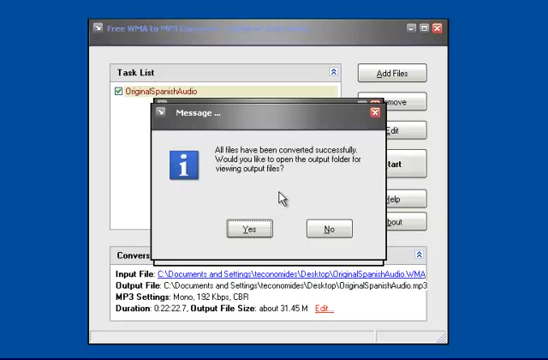 Free WMA to MP3
Task List
Add Files
OriginalSpanishAudio
Message ...
All files have been converted successfully.
Would you like to open the output folder for
viewing output files?
Yes
No
Input File: C:\Documents and Settings\teconomides\Desktop\OriginalSpanishAudio.WMA
Output File: C:\Documents and Settings\teconomides\Desktop\OriginalSpanishAudio.mp3
MP3 Settings: Mono, 192 Kbps, CBR
Duration: 0:22:22.7, Output File Size: about 31.45 M Edit...